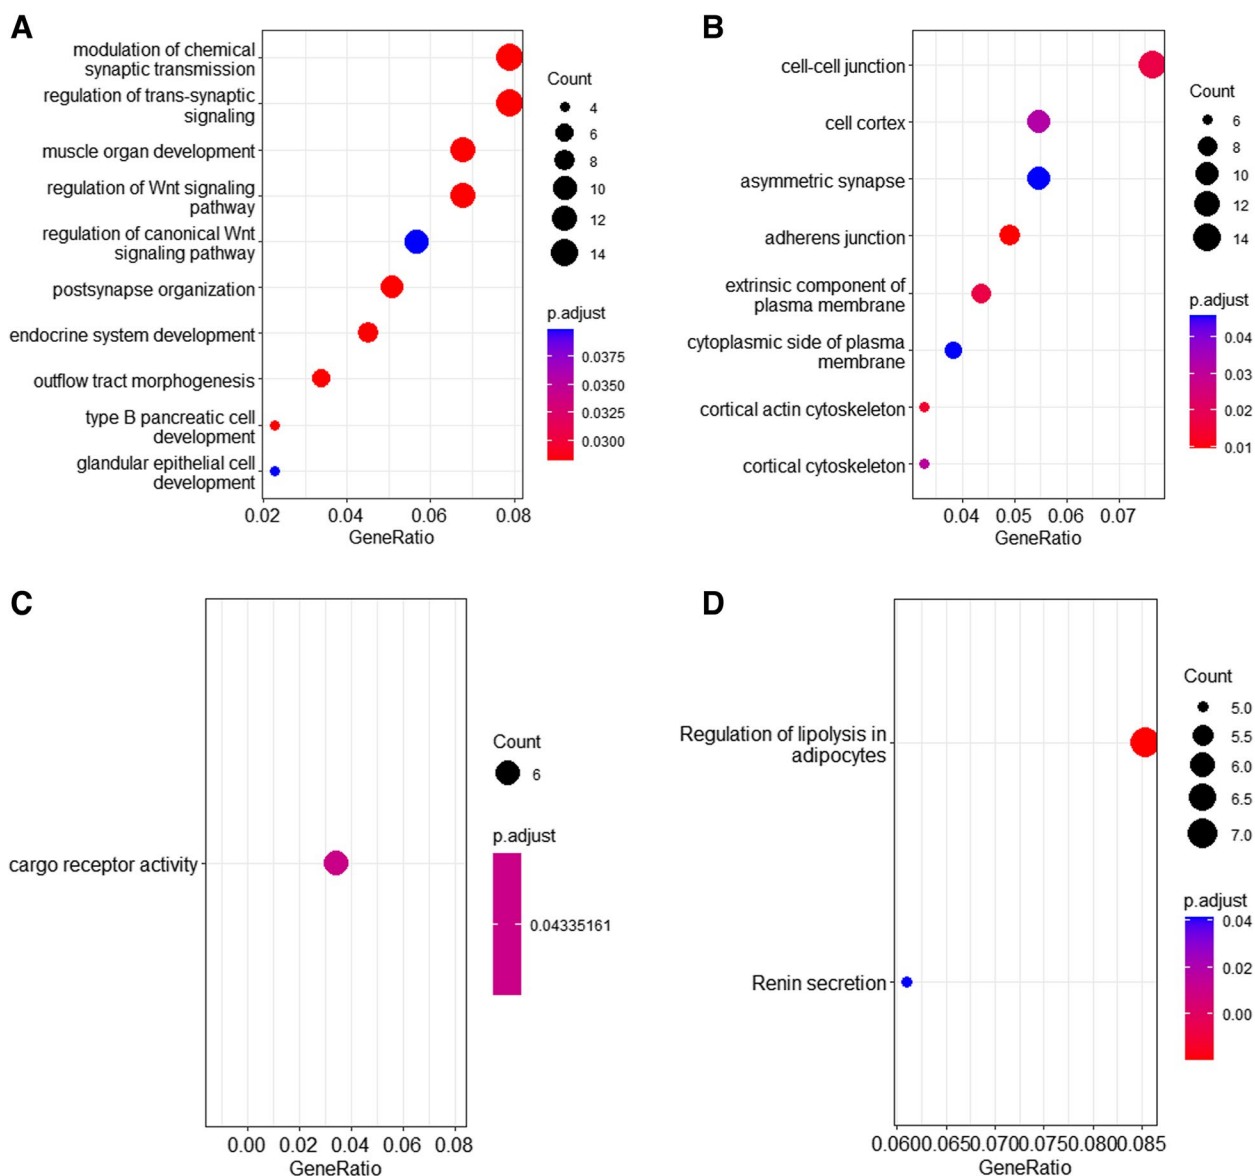 A
modulation of chemical
synaptic transmission
regulation of trans-synaptic
signaling
muscle organ development
regulation of Wnt signaling
pathway
regulation of canonical Wnt
signaling pathway
postsynapse organization
endocrine system development
outflow tract morphogenesis
type B pancreatic cell
development
glandular epithelial cell
development
0.02 0.04 0.06 0.08
GeneRatio
Count
4
6
8
10
12
14
p.adjust
0.0375
0.0350
0.0325
0.0300
B
cell-cell junction
cell cortex
asymmetric synapse
adherens junction
extrinsic component of
plasma membrane
cytoplasmic side of plasma
membrane
cortical actin cytoskeleton
cortical cytoskeleton
0.04 0.05 0.06 0.07
GeneRatio
Count
6
8
10
12
14
p.adjust
0.04
0.03
0.02
0.01
C
cargo receptor activity
0.00 0.02 0.04 0.06 0.08
GeneRatio
Count
6
p.adjust
0.04335161
D
Regulation of lipolysis in
adipocytes
Renin secretion
0.0600.0650.0700.0750.0800.085
GeneRatio
Count
5.0
5.5
6.0
6.5
7.0
p.adjust
0.04
0.02
0.00